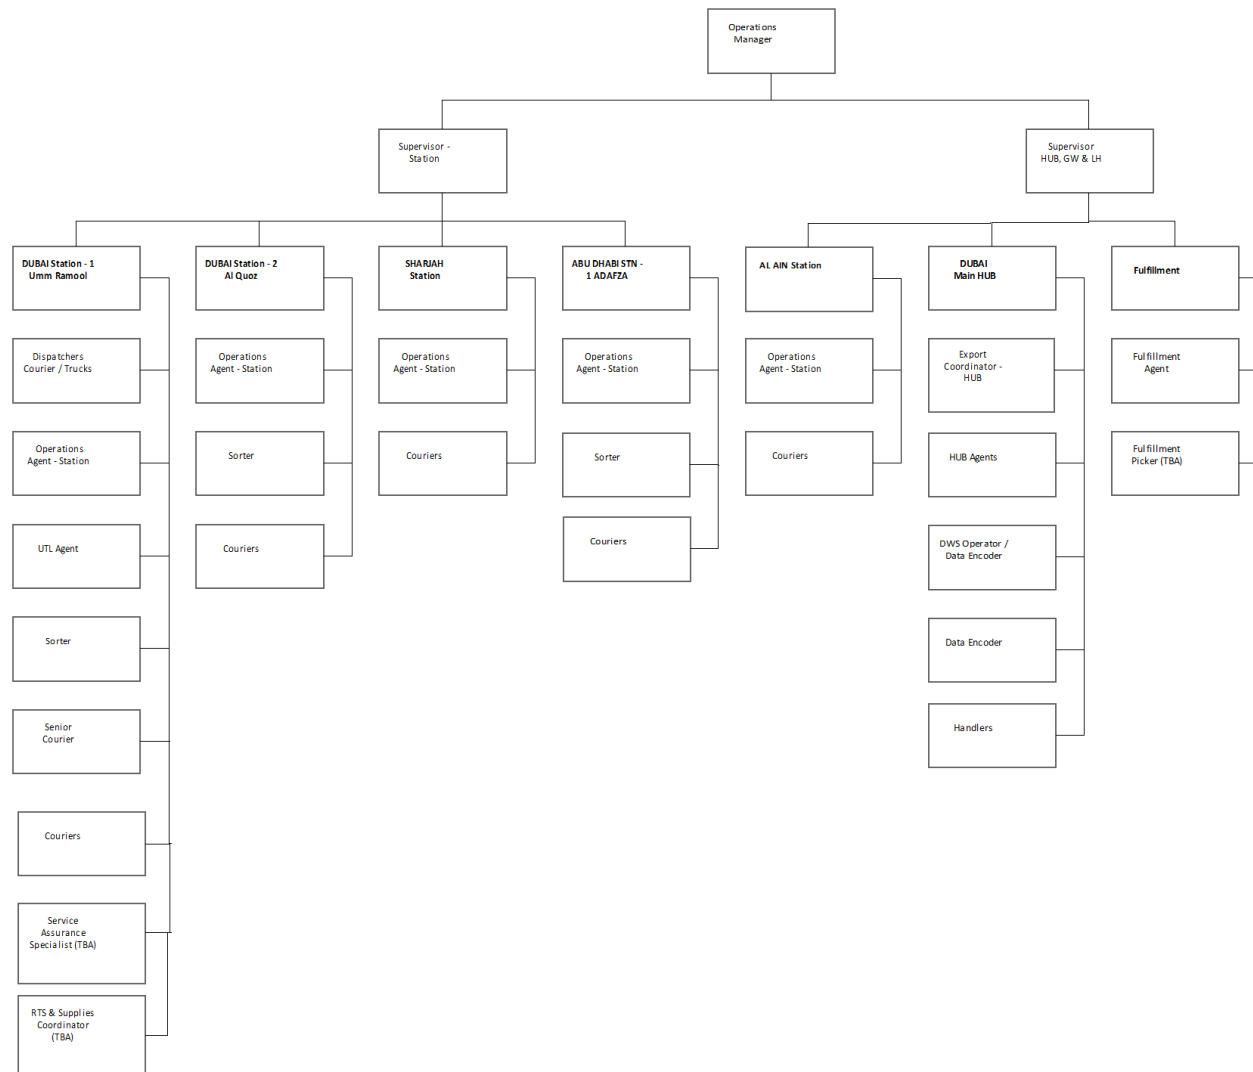 Operations
Manager
Supervisor -
Station
Supervisor
HUB, GW & LH
DUBAI Station - 1
Umm Ramool
DUBAI Station - 2
Al Quoz
SHARJAH
Station
ABU DHABI STN -
1 ADAFZA
AL AIN Station
DUBAI
Main HUB
Fulfillment
Dispatchers
Courier / Trucks
Operations
Agent - Station
Operations
Agent - Station
Operations
Agent - Station
Operations
Agent - Station
Export
Coordinator -
HUB
Fulfillment
Agent
Operations
Agent - Station
Sorter
Couriers
Sorter
Couriers
HUB Agents
Fulfillment
Picker (TBA)
UTL Agent
Couriers
Couriers
DWS Operator /
Data Encoder
Sorter
Data Encoder
Senior
Courier
Handlers
Couriers
Service
Assurance
Specialist (TBA)
RTS & Supplies
Coordinator
(TBA)